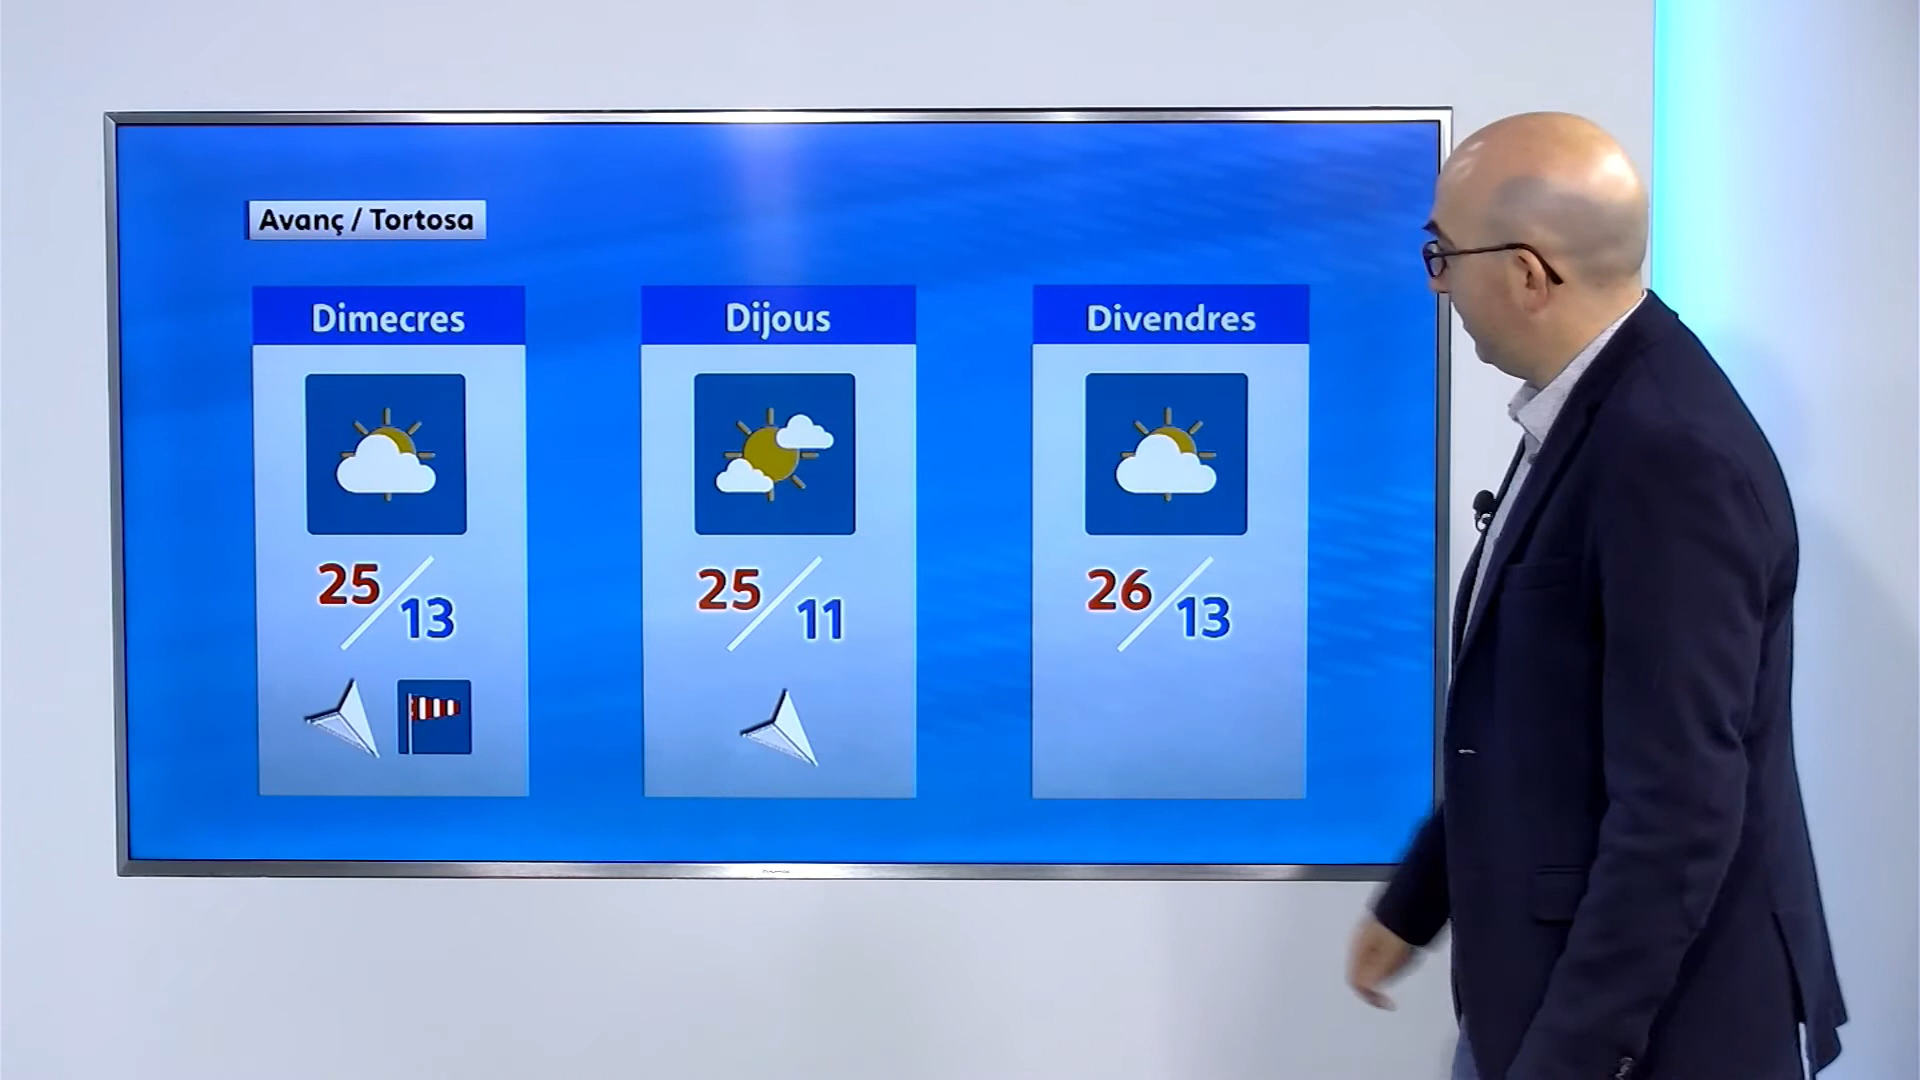 Avanç / Tortosa
Dimecres
Dijous
Divendres
25/13
25/11
26/13